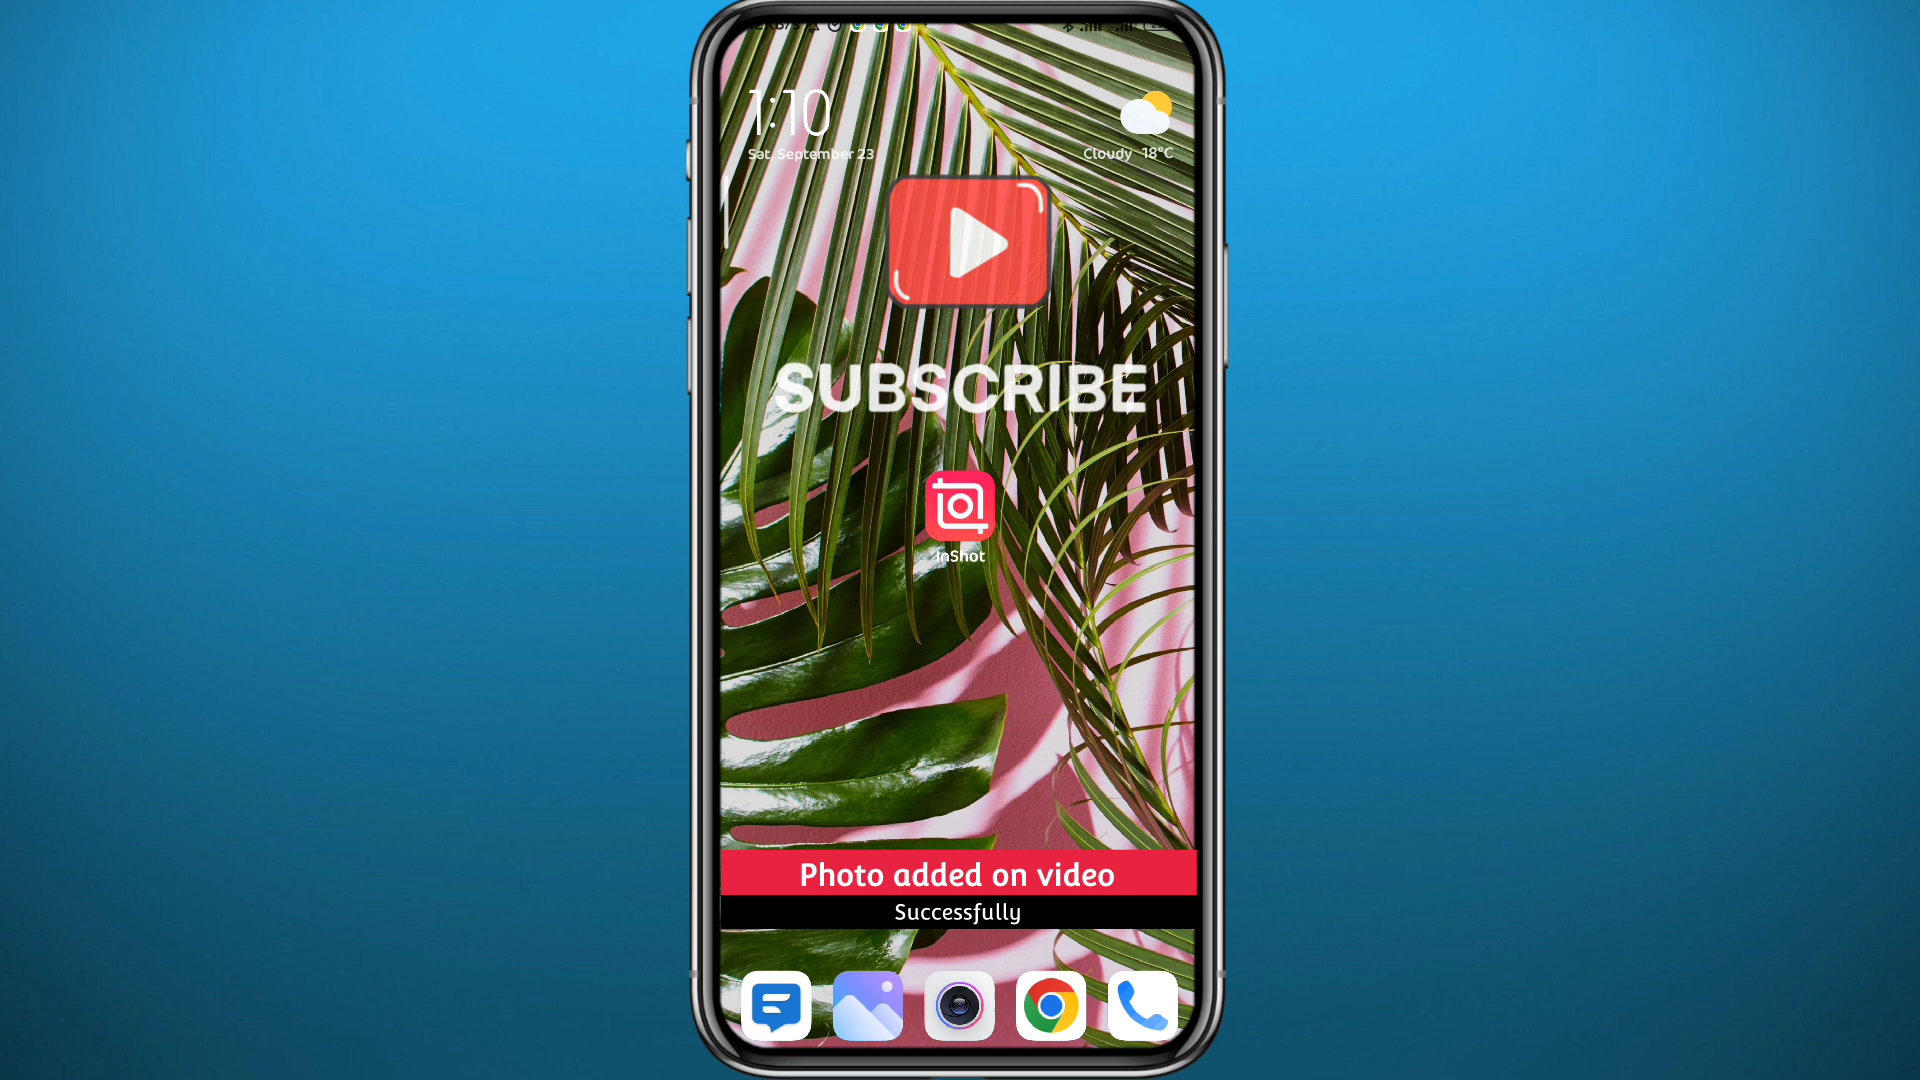 1:10
Sat, September 23
Cloudy 18°C
SUBSCRIBE
InShot
Photo added on video
Successfully